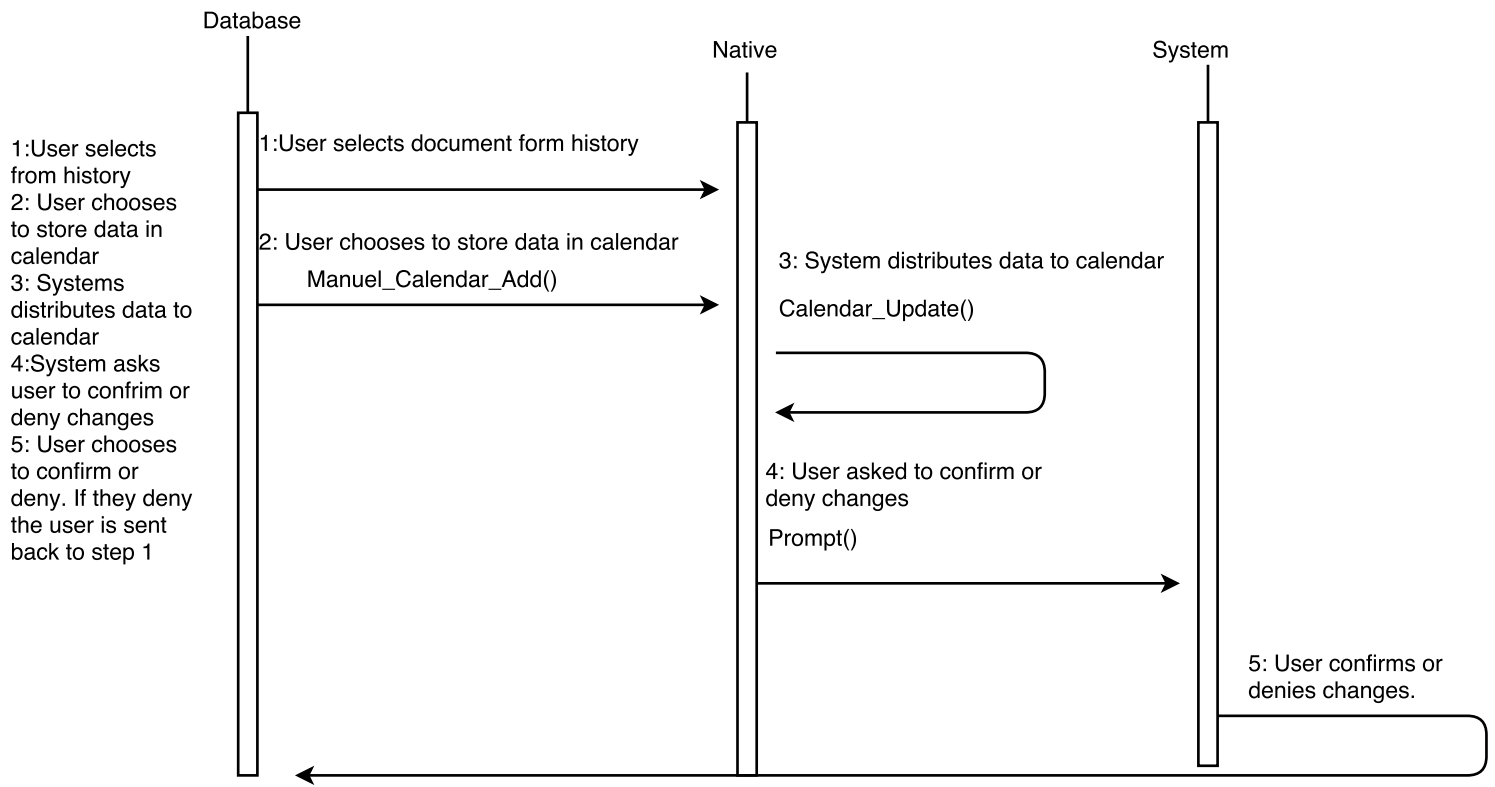 Database
Native
System
1:User selects
from history
2: User chooses
to store data in
calendar
3: Systems
distributes data to
calendar
4:System asks
user to confrim or
deny changes
5: User chooses
to confirm or
deny. If they deny
the user is sent
back to step 1
1:User selects document form history
2: User chooses to store data in calendar
Manuel_Calendar_Add()
3: System distributes data to calendar
Calendar_Update()
4: User asked to confirm or
deny changes
Prompt()
5: User confirms or
denies changes.